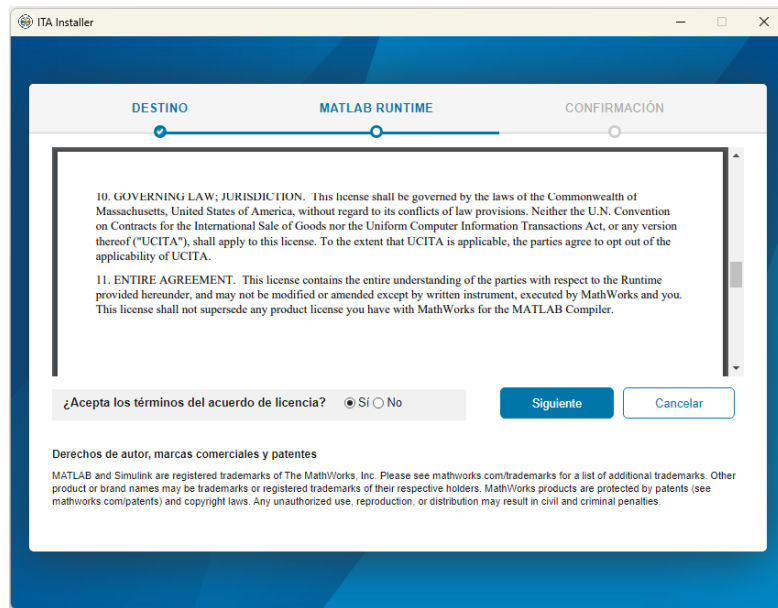 ITA Installer
DESTINO
MATLAB RUNTIME
CONFIRMACIÓN
10. GOVERNING LAW; JURISDICTION. This license shall be governed by the laws of the Commonwealth of
Massachusetts, United States of America, without regard to its conflicts of law provisions. Neither the U.N. Convention
on Contracts for the International Sale of Goods nor the Uniform Computer Information Transactions Act, or any version
thereof ("UCITA"), shall apply to this license. To the extent that UCITA is applicable, the parties agree to opt out of the
applicability of UCITA.
11. ENTIRE AGREEMENT. This license contains the entire understanding of the parties with respect to the Runtime
provided hereunder, and may not be modified or amended except by written instrument, executed by MathWorks and you.
This license shall not supersede any product license you have with MathWorks for the MATLAB Compiler.
¿Acepta los términos del acuerdo de licencia? Sí No
Siguiente
Cancelar
Derechos de autor, marcas comerciales y patentes
MATLAB and Simulink are registered trademarks of The MathWorks, Inc. Please see mathworks.com/trademarks for a list of additional trademarks. Other
product or brand names may be trademarks or registered trademarks of their respective holders. MathWorks products are protected by patents (see
mathworks.com/patents) and copyright laws. Any unauthorized use, reproduction, or distribution may result in civil and criminal penalties.